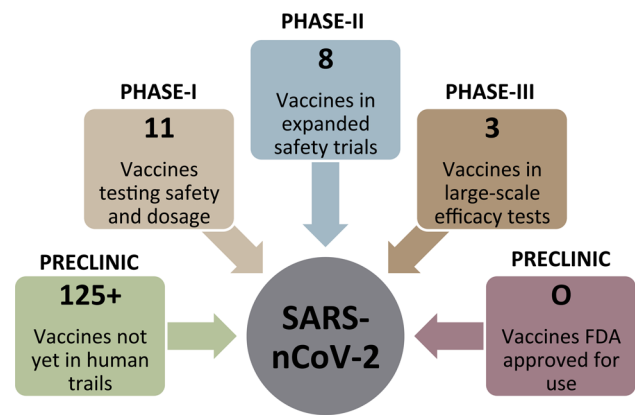 PHASE-II
8
Vaccines in
expanded
safety trials
PHASE-I
11
Vaccines
testing safety
and dosage
PHASE-III
3
Vaccines in
large-scale
efficacy tests
PRECLINIC
125+
Vaccines not
yet in human
trails
SARS-
nCoV-2
PRECLINIC
O
Vaccines FDA
approved for
use